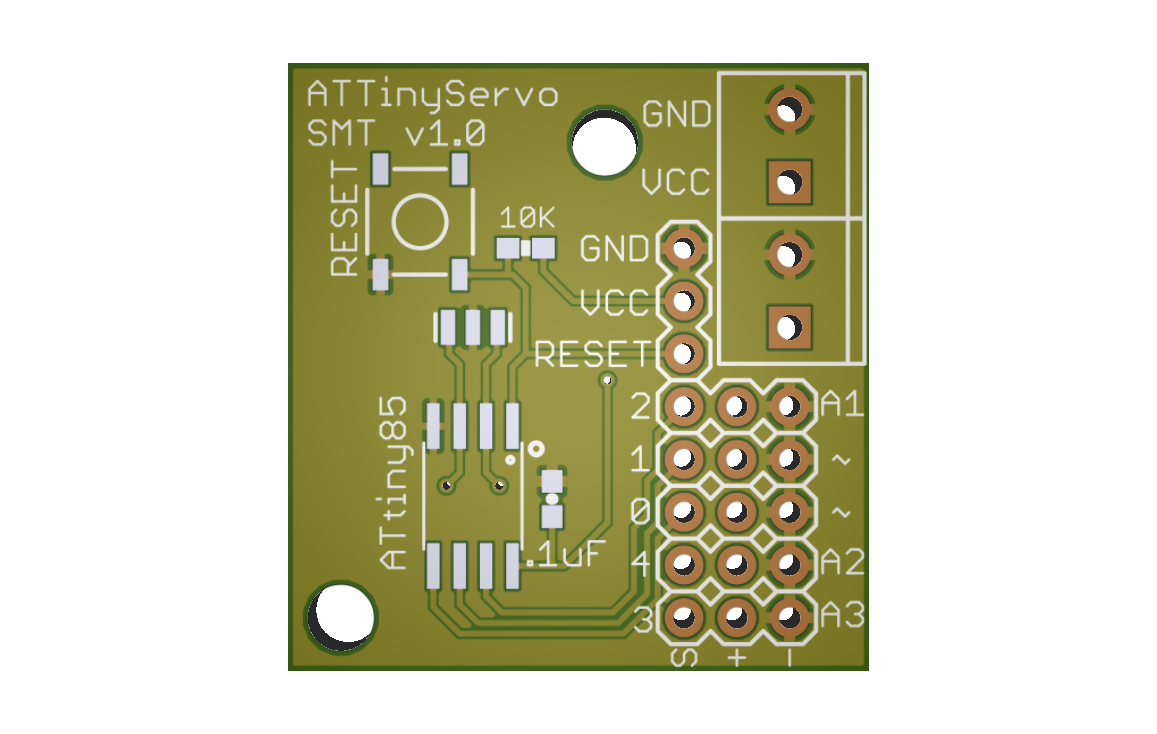 ATTinyServo
SMT v1.0
GND
VCC
RESET
10K
GND
VCC
RESET
2 A1
1 ~
0 ~
4 A2
3 A3
ATtiny85
.1uF
S + -